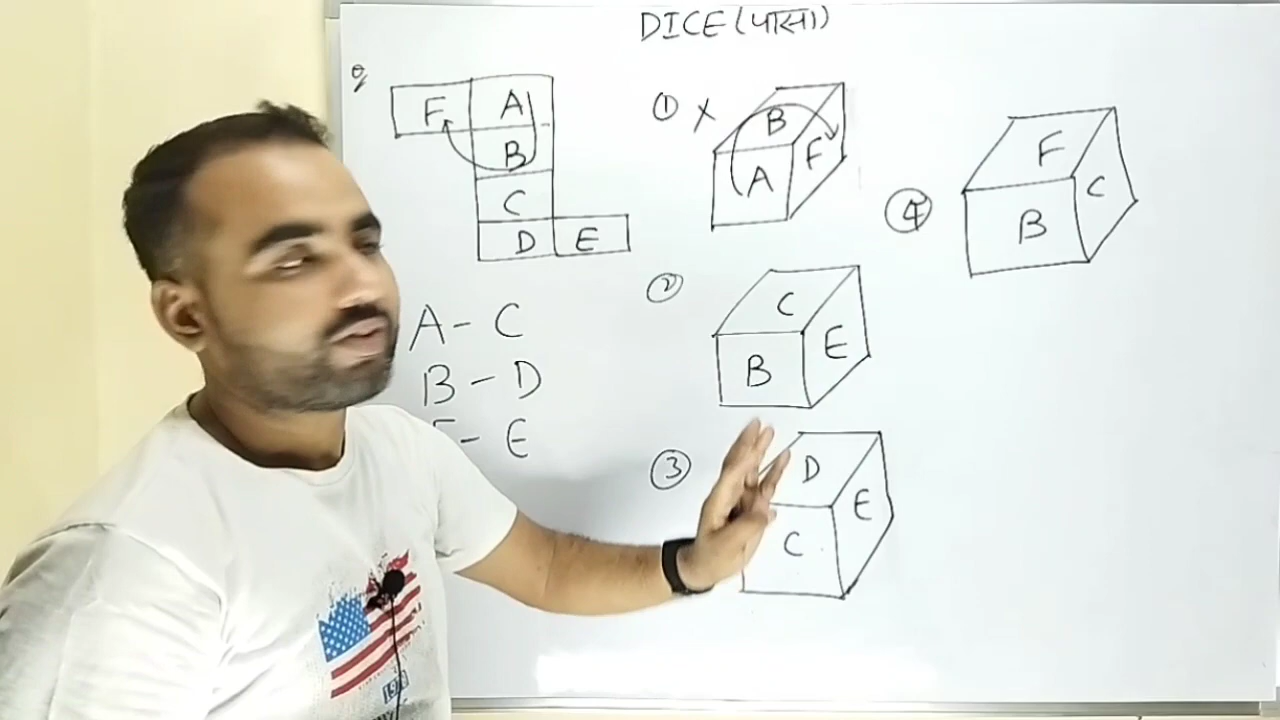 DICE (पासा)
F A
B
C
D E
A - C
B - D
- E
① X
B
A F
②
C
B E
③
D
C E
④
F
B C